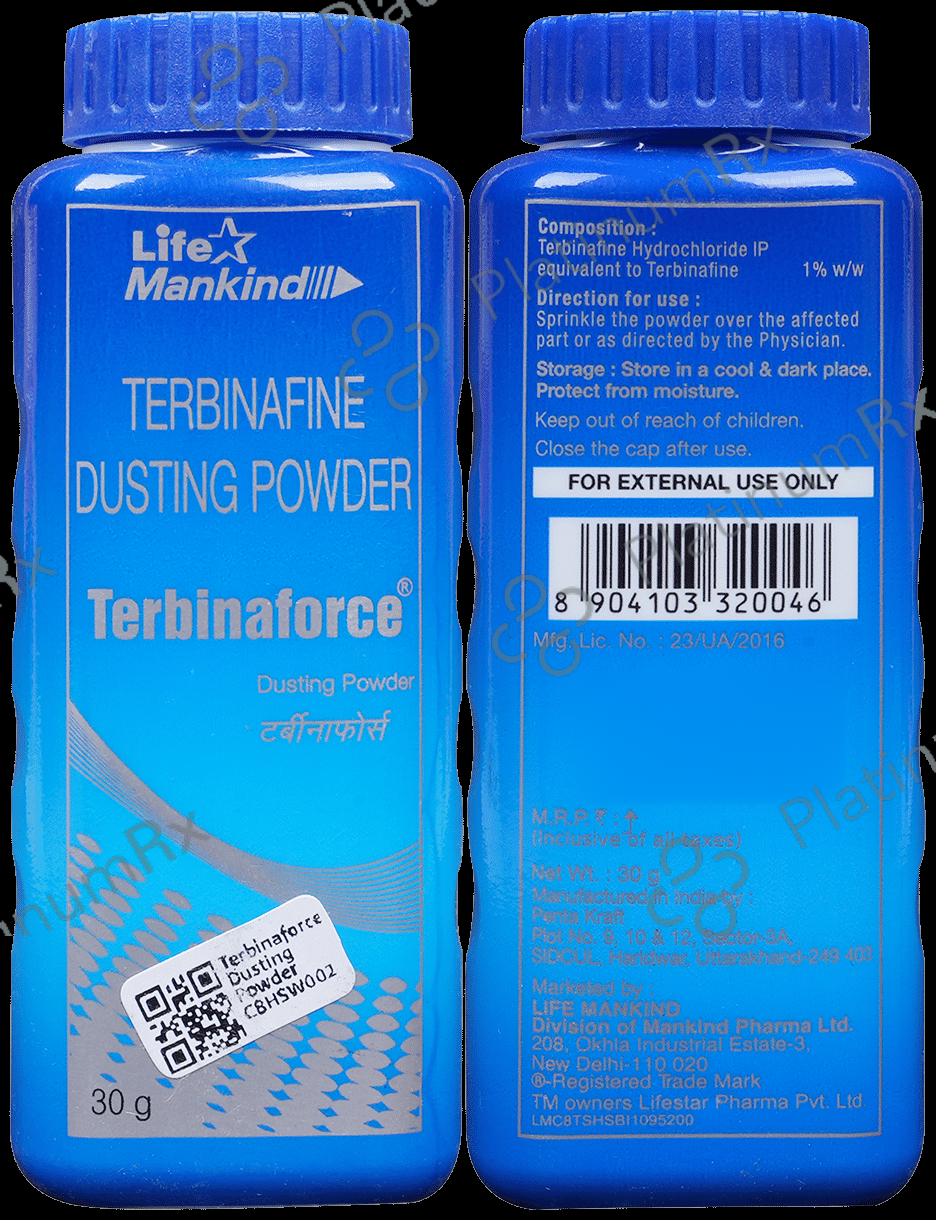 Life
Mankind
TERBINAFINE
DUSTING POWDER
Terbinaforce®
Dusting Powder
टर्बीनाफोर्स
Terbinaforce
Dusting
Powder
CBHSW002
30 g
Composition :
Terbinafine Hydrochloride IP
equivalent to Terbinafine 1% w/w
Direction for use :
Sprinkle the powder over the affected
part or as directed by the Physician.
Storage : Store in a cool & dark place.
Protect from moisture.
Keep out of reach of children.
Close the cap after use.
FOR EXTERNAL USE ONLY
8 904103 320046
Mfg. Lic. No. : 23/UA/2016
M.R.P. ₹ : ↑
(Inclusive of all taxes)
Net Wt. : 30 g
Manufactured in India by :
Penta Kraft
Plot No. 9, 10 & 12, Sector-3A,
SIDCUL, Haridwar, Uttarakhand-249 403
Marketed by :
LIFE MANKIND
Division of Mankind Pharma Ltd.
208, Okhla Industrial Estate-3,
New Delhi-110 020
®-Registered Trade Mark
TM owners Lifestar Pharma Pvt. Ltd
LMC8TSHSBI1095200
PlatinumRx
PlatinumRx
PlatinumRx
PlatinumRx